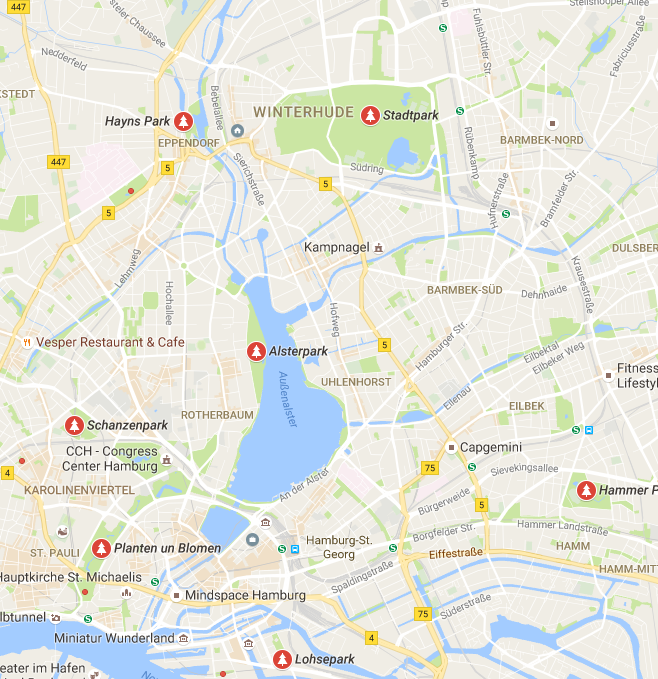 447
Stellshooper Allee
steler Chaussee
Nedderfeld
Fuhlsbüttler Str.
Fabriciusstraße
KSTEDT
Bebelallee
WINTERHUDE
Stadtpark
Hayns Park
EPPENDORF
Rübenkamp
BARMBEK-NORD
447
5
Südring
Sierichstraße
5
5
Hufnerstraße
Bramfelder Str.
Kampnagel
DULSBER
Lehmweg
Krausestraße
Hochallee
BARMBEK-SÜD
Dehnhaide
Hofweg
Hamburger Str.
Vesper Restaurant & Cafe
Alsterpark
5
Eilbektal
Eilbeker Weg
Fitness
Lifestyl
UHLENHORST
Außenalster
Eilenau
EILBEK
ROTHERBAUM
Schanzenpark
CCH - Congress
Center Hamburg
Capgemini
4
75
Sievekingsallee
An der Alster
KAROLINENVIERTEL
Hammer P
Bürgerweide
5
Hammer Landstraße
Borgfelder Str.
ST. PAULI
Planten un Blomen
Hamburg-St.
Georg
Eiffestraße
HAMM
HAMM-MIT
Hauptkirche St. Michaelis
Spaldingstraße
Mindspace Hamburg
Süderstraße
lbtunnel
75
Miniatur Wunderland
4
Lohsepark
eater im Hafen